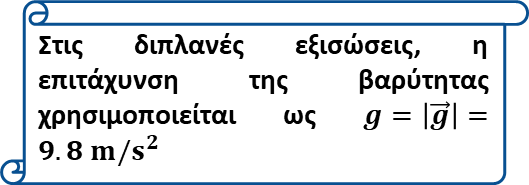 Στις διπλανές εξισώσεις, η
επιτάχυνση της βαρύτητας
χρησιμοποιείται ως g = |g⃗| =
9.8 m/s²